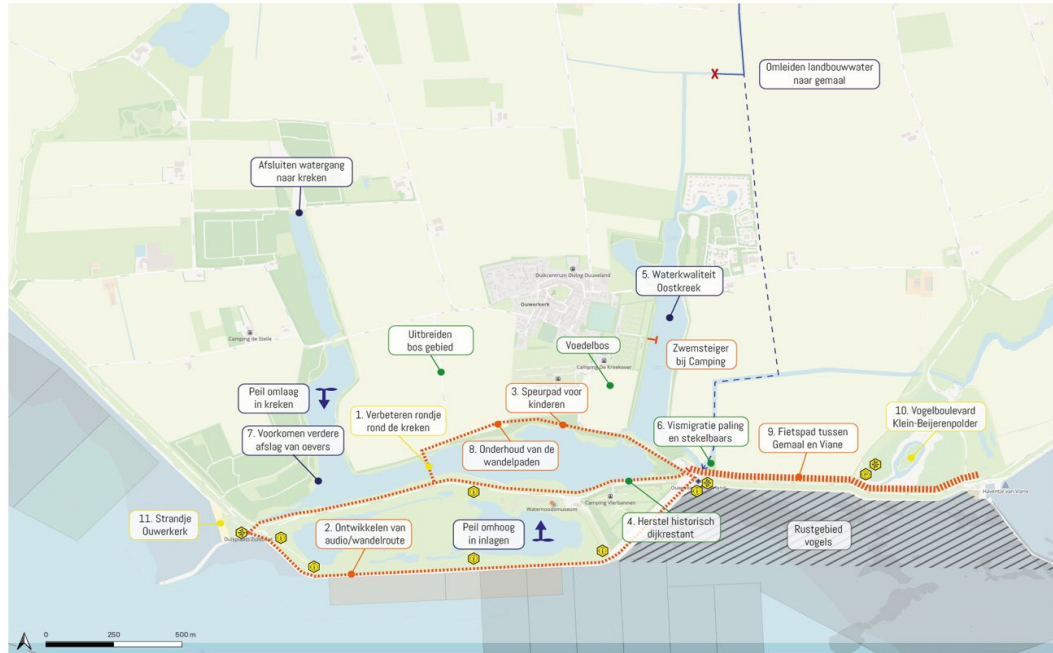 Omleiden landbouwwater
naar gemaal
Afsluiten watergang
naar kreken
Duikcentrum Diving Duiveland
5. Waterkwaliteit
Oostkreek
Ouwerkerk
Camping de Stelle
Uitbreiden
bos gebied
Voedelbos
Zwemsteiger
bij Camping
Camping De Kreekoever
Peil omlaag
in kreken
3. Speurpad voor
kinderen
1. Verbeteren rondje
rond de kreken
10. Vogelboulevard
Klein-Beijerenpolder
7. Voorkomen verdere
afslag van oevers
8. Onderhoud van de
wandelpaden
6. Vismigratie paling
en stekelbaars
9. Fietspad tussen
Gemaal en Viane
Haventje van Viane
Camping Vierbannen
Watersnoodmuseum
11. Strandje
Ouwerkerk
2. Ontwikkelen van
audio/wandelroute
Peil omhoog
in inlagen
4. Herstel historisch
dijkrestant
Rustgebied
vogels
0 250 500 m